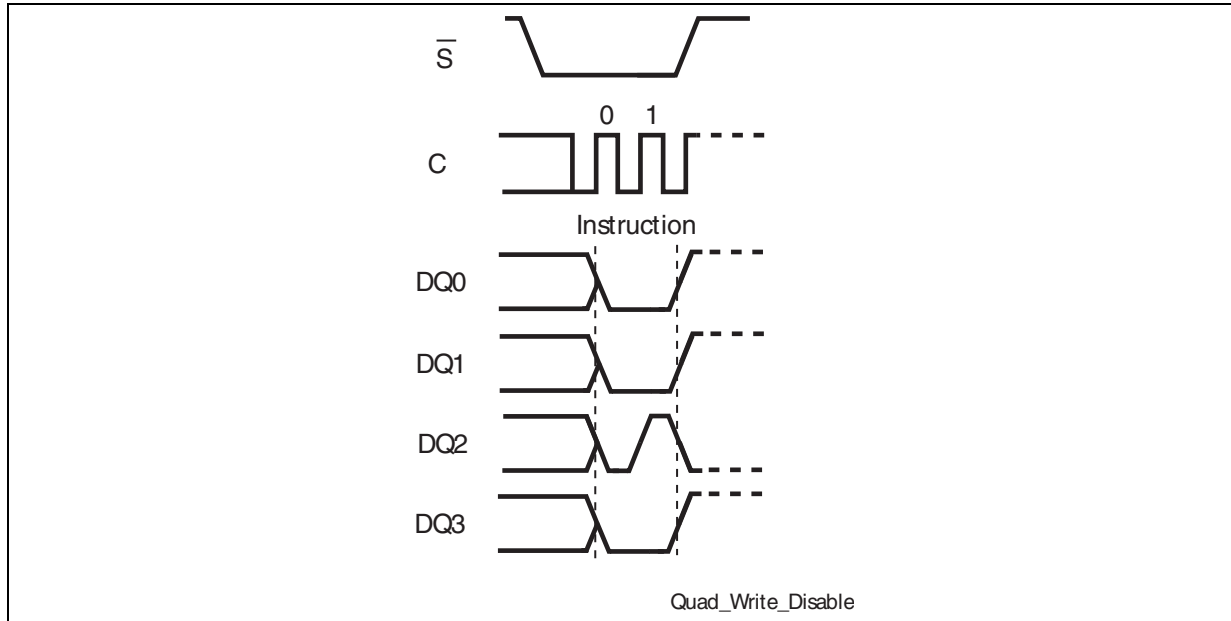 S̅
0 1
C
Instruction
DQ0
DQ1
DQ2
DQ3
Quad_Write_Disable